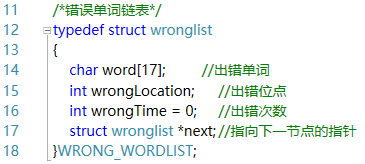 11 /*错误单词链表*/
12 typedef struct wronglist
13 {
14 char word[17]; //出错单词
15 int wrongLocation; //出错位点
16 int wrongTime = 0; //出错次数
17 struct wronglist *next;//指向下一节点的指针
18 }WRONG_WORDLIST;